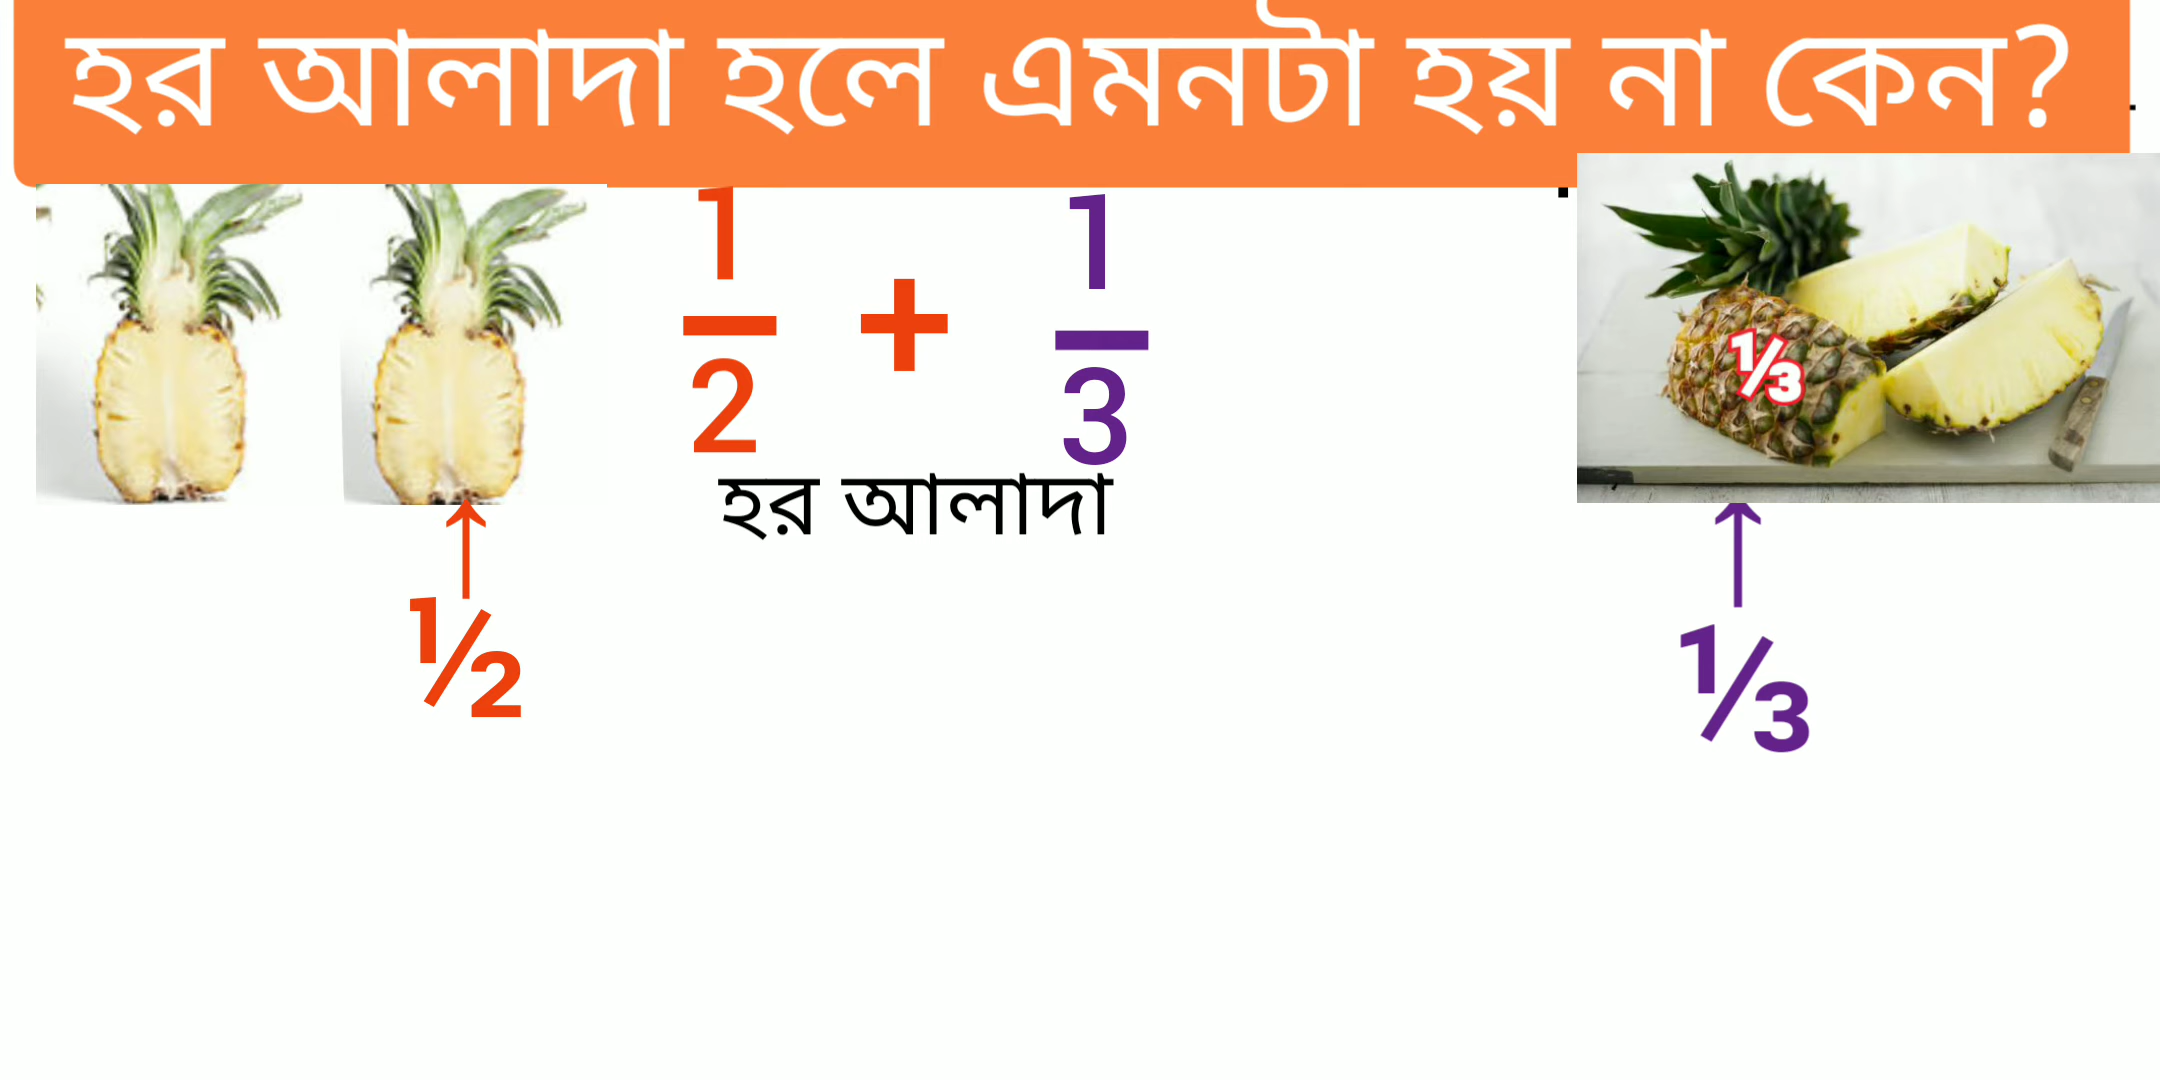 হর আলাদা হলে এমনটা হয় না কেন?
1/2 + 1/3
হর আলাদা
⅓
½
⅓